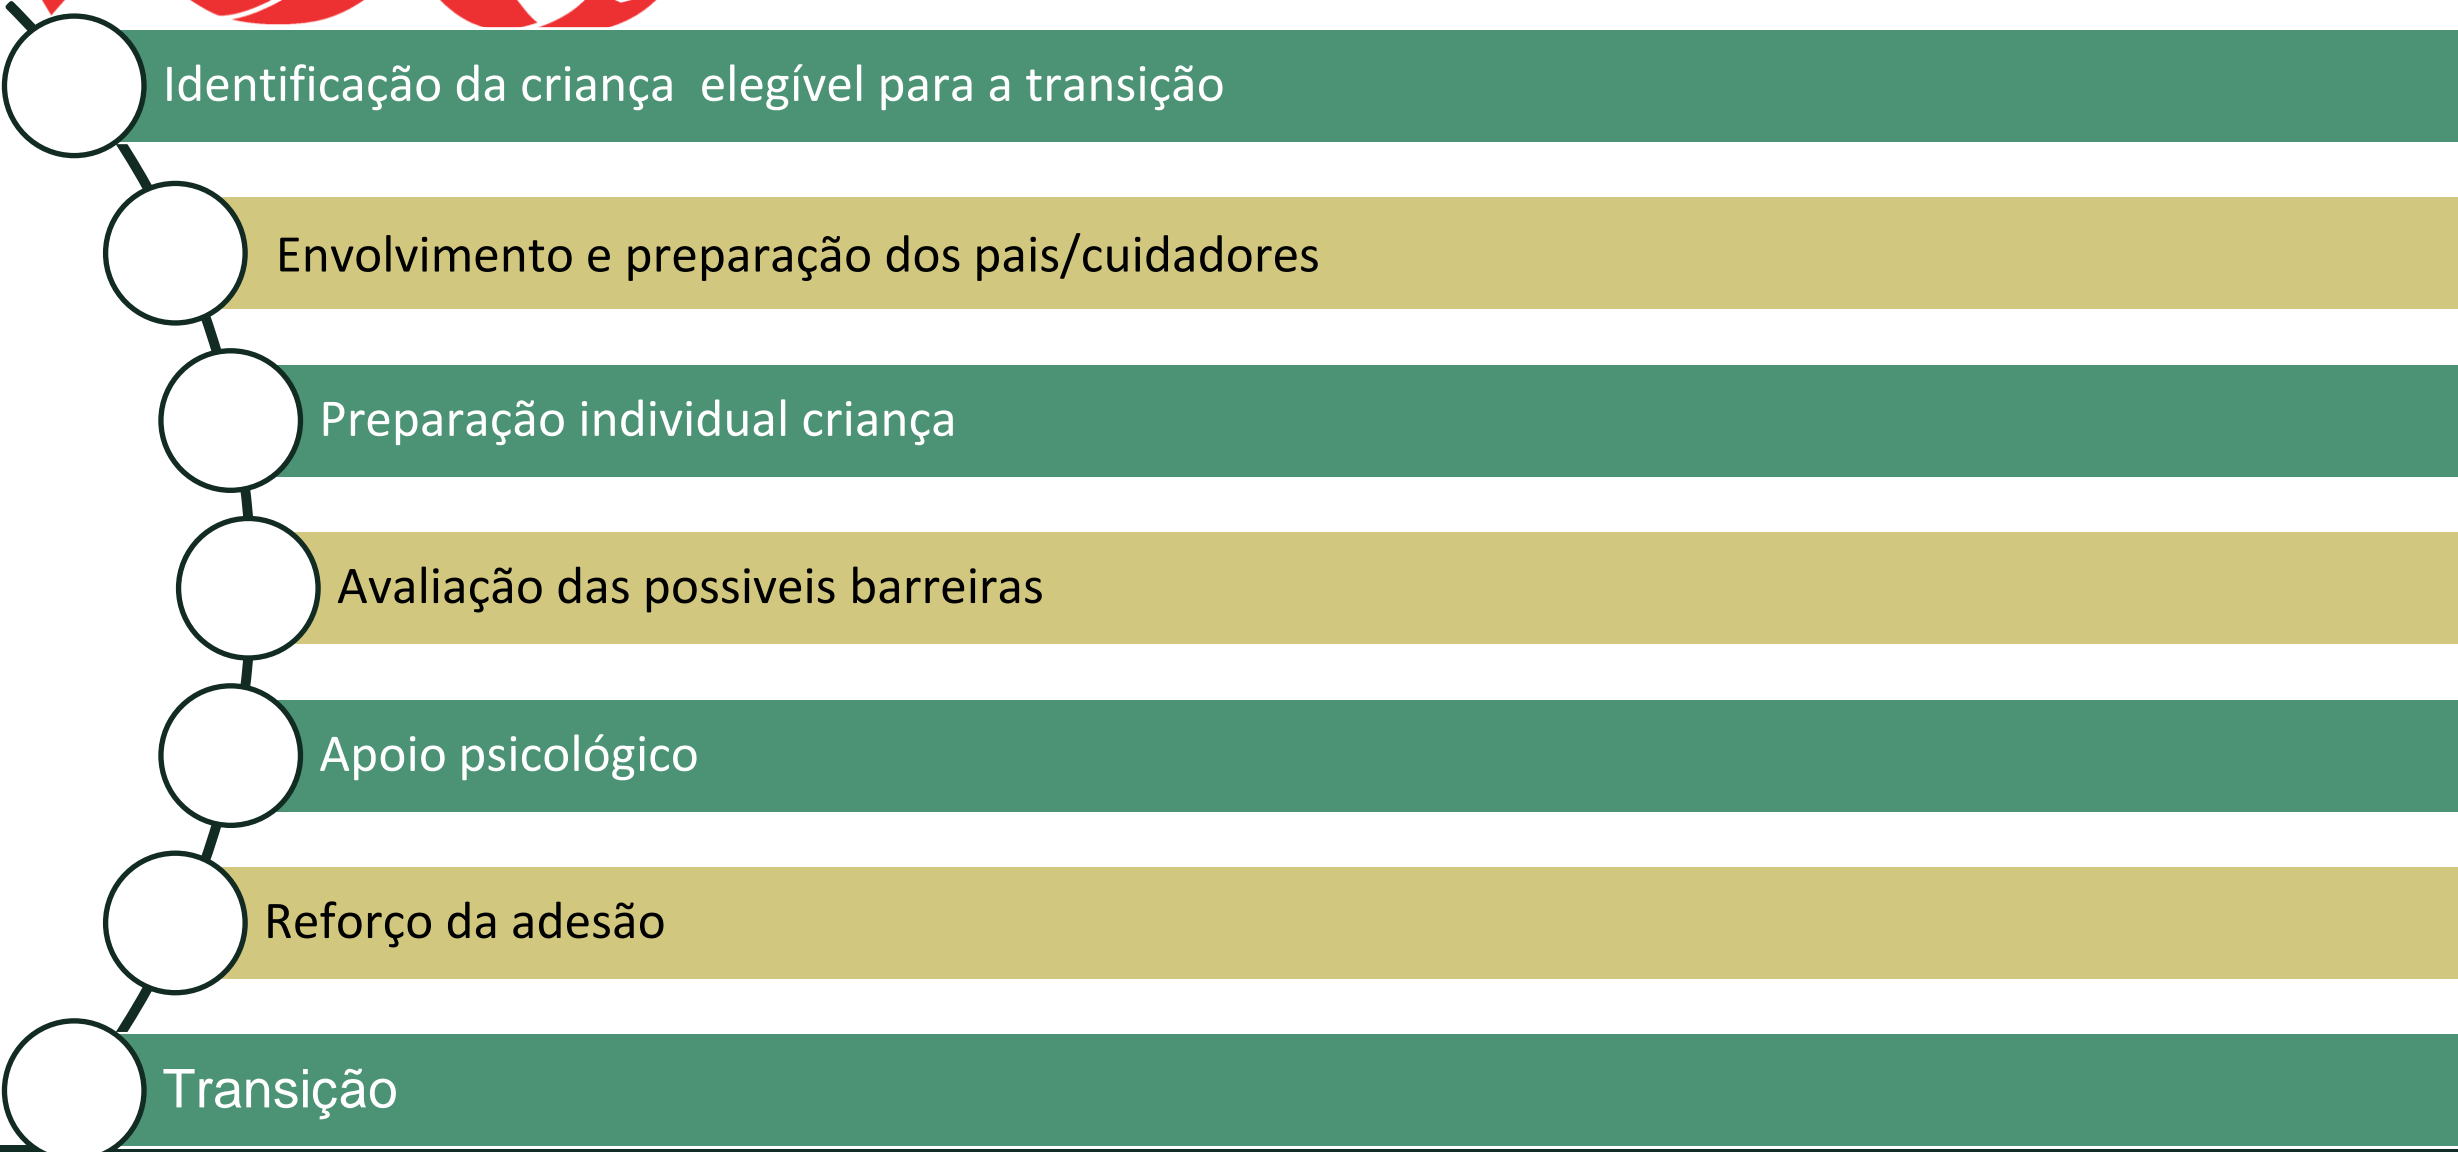 Identificação da criança  elegível para a transição
Envolvimento e preparação dos pais/cuidadores
Preparação individual criança
Avaliação das possiveis barreiras
Apoio psicológico
Reforço da adesão
Transição